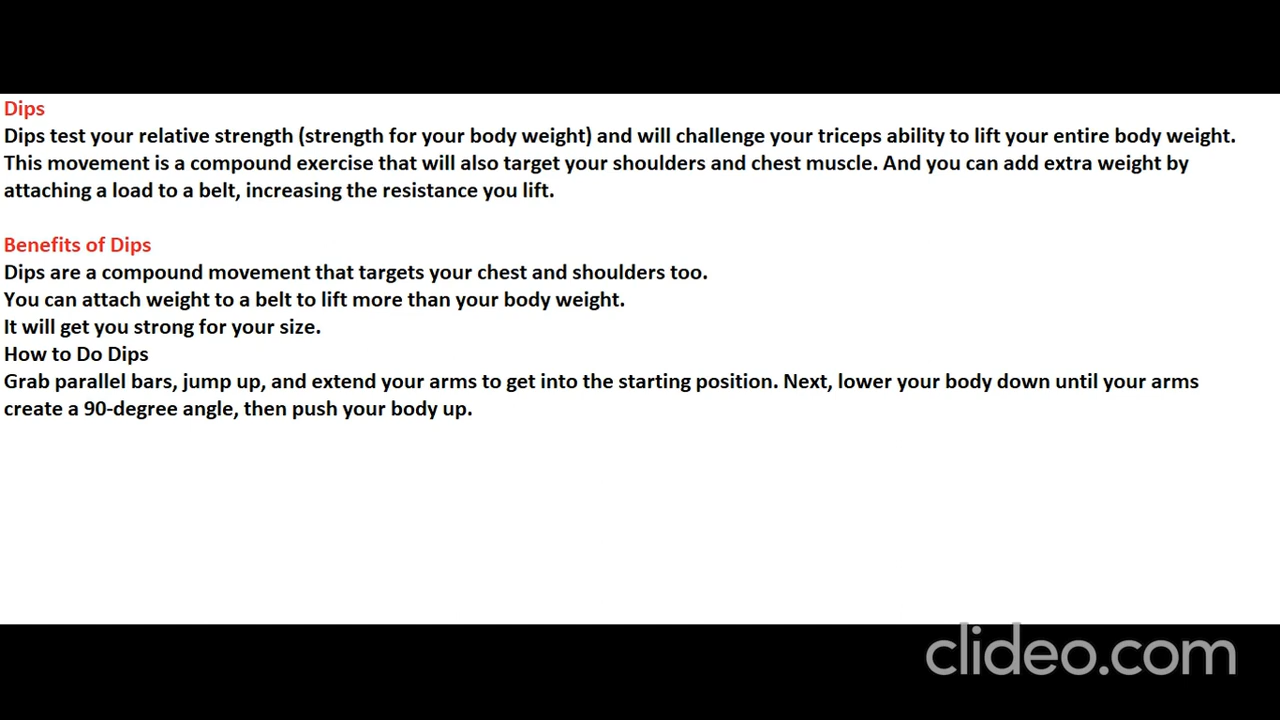 Dips
Dips test your relative strength (strength for your body weight) and will challenge your triceps ability to lift your entire body weight.
This movement is a compound exercise that will also target your shoulders and chest muscle. And you can add extra weight by
attaching a load to a belt, increasing the resistance you lift.
Benefits of Dips
Dips are a compound movement that targets your chest and shoulders too.
You can attach weight to a belt to lift more than your body weight.
It will get you strong for your size.
How to Do Dips
Grab parallel bars, jump up, and extend your arms to get into the starting position. Next, lower your body down until your arms
create a 90-degree angle, then push your body up.
clideo.com